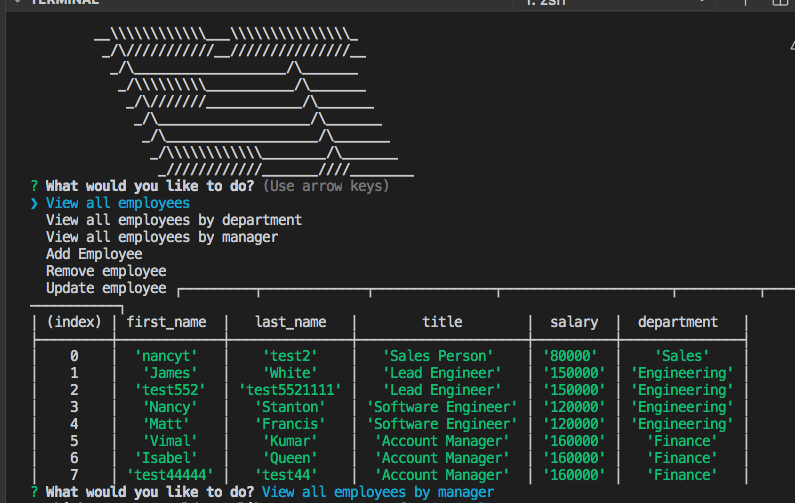 TERMINAL
1: zsh
? What would you like to do? (Use arrow keys)
❯ View all employees
View all employees by department
View all employees by manager
Add Employee
Remove employee
Update employee
(index) first_name last_name title salary department
0 'nancyt' 'test2' 'Sales Person' '80000' 'Sales'
1 'James' 'White' 'Lead Engineer' '150000' 'Engineering'
2 'test552' 'test5521111' 'Lead Engineer' '150000' 'Engineering'
3 'Nancy' 'Stanton' 'Software Engineer' '120000' 'Engineering'
4 'Matt' 'Francis' 'Software Engineer' '120000' 'Engineering'
5 'Vimal' 'Kumar' 'Account Manager' '160000' 'Finance'
6 'Isabel' 'Queen' 'Account Manager' '160000' 'Finance'
7 'test44444' 'test44' 'Account Manager' '160000' 'Finance'
? What would you like to do? View all employees by manager